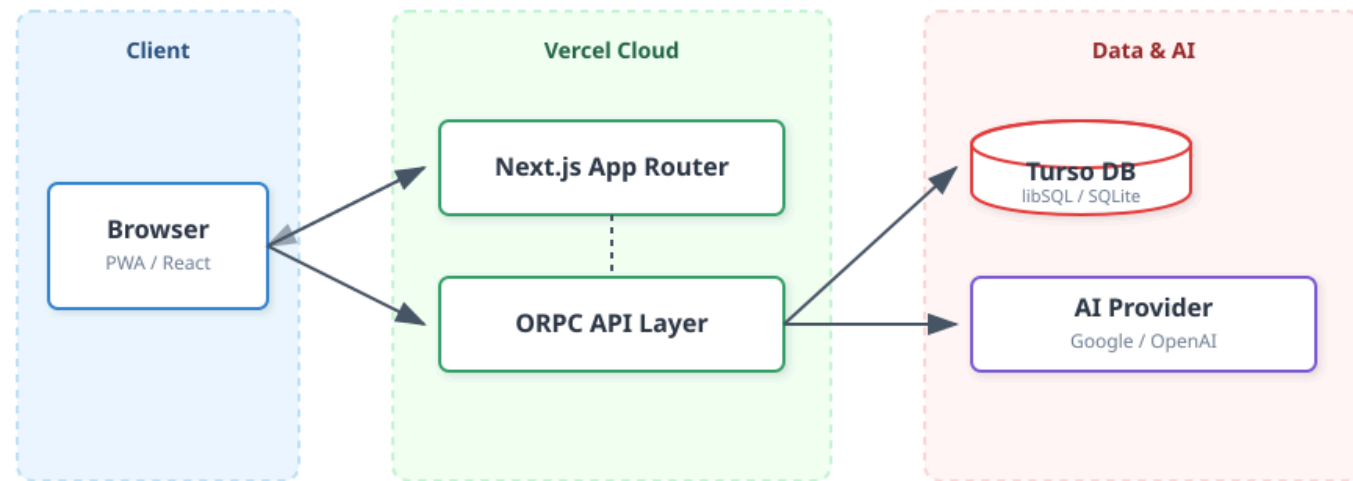 Client
Browser
PWA / React
Vercel Cloud
Next.js App Router
ORPC API Layer
Data & AI
Turso DB
libSQL / SQLite
AI Provider
Google / OpenAI